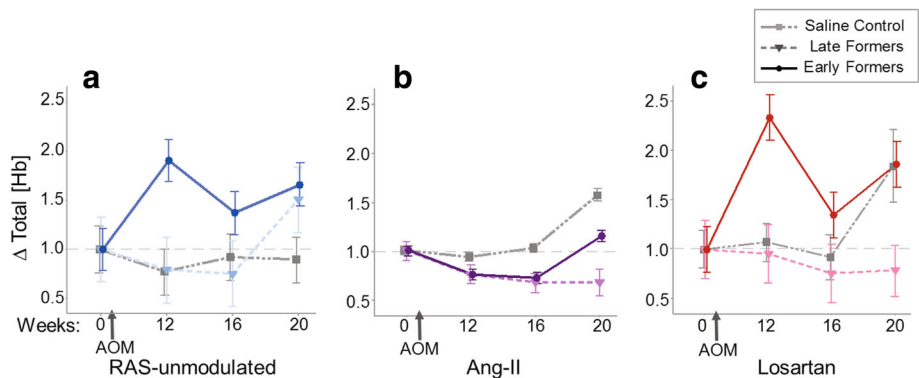 Saline Control
Late Formers
Early Formers
a
b
c
Δ Total [Hb]
2.5
2.0
1.5
1.0
0.5
2.5
2.0
1.5
1.0
0.5
2.5
2.0
1.5
1.0
0.5
Weeks: 0 12 16 20
0 12 16 20
0 12 16 20
AOM
AOM
AOM
RAS-unmodulated
Ang-II
Losartan